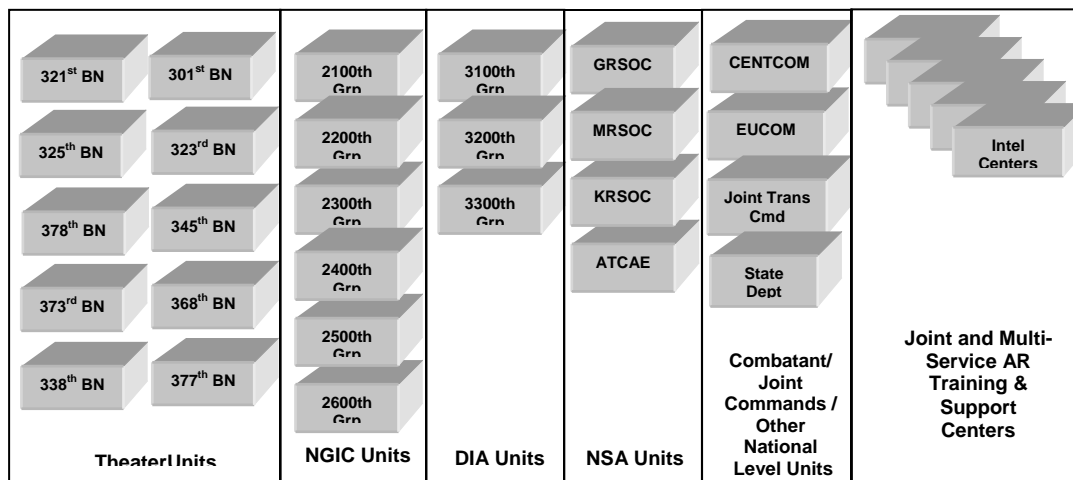 321st BN
301st BN
325th BN
323rd BN
378th BN
345th BN
373rd BN
368th BN
338th BN
377th BN
TheaterUnits
2100th
Grp
2200th
Grp
2300th
Grp
2400th
Grp
2500th
Grp
2600th
Grp
NGIC Units
3100th
Grp
3200th
Grp
3300th
Grp
DIA Units
GRSOC
MRSOC
KRSOC
ATCAE
NSA Units
CENTCOM
EUCOM
Joint Trans
Cmd
State
Dept
Combatant/
Joint
Commands /
Other
National
Level Units
Intel
Centers
Joint and Multi-
Service AR
Training &
Support
Centers